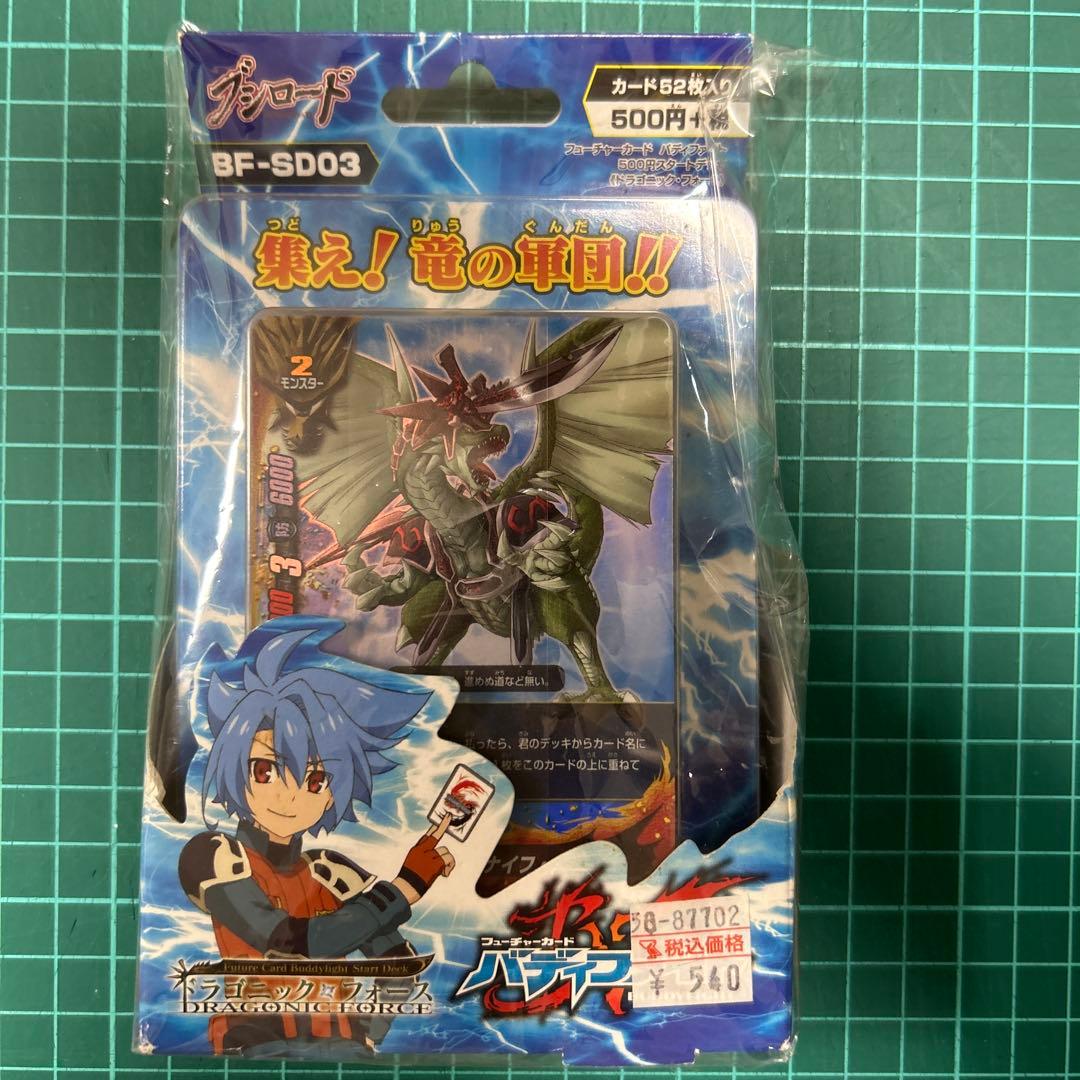 ブシロード
BF-SD03
カード52枚入り
500円+税
フューチャーカード バディファイト
500円スタートデ
《ドラゴニック・フォー
集え！竜の軍団!!
つど りゅう ぐんだん
2
モンスター
6000
3
進めぬ道など無い。
ったら、君のデッキからカード名に
枚をこのカードの上に重ねて
ナイフ
Future Card Buddyfight Start Deck
ドラゴニック・フォース
DRAGONIC FORCE
フューチャーカード
バディフ
-87702
税込価格
¥ 540